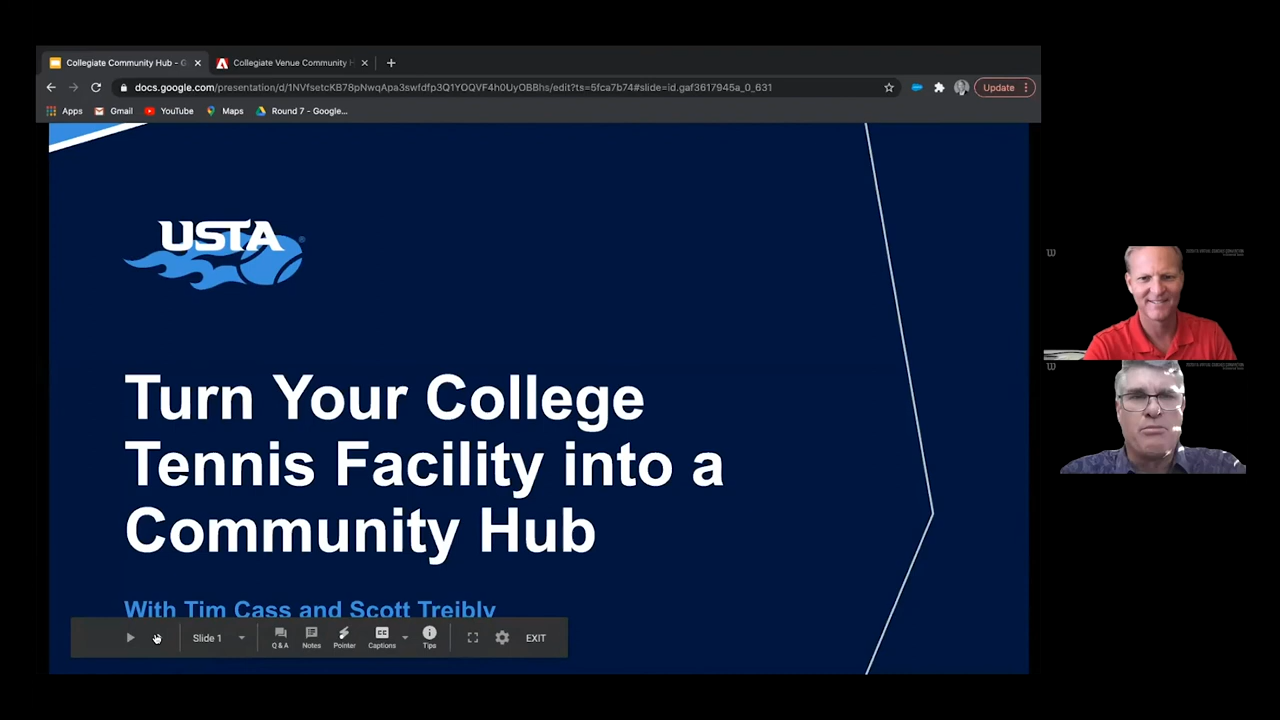 Collegiate Community Hub - G
Collegiate Venue Community H
docs.google.com/presentation/d/1NVfsetcKB78pNwqApa3swfdfp3Q1YOQVF4h0UyOBBhs/edit?ts=5fca7b74#slide=id.gaf3617945a_0_631
Update
Apps
Gmail
YouTube
Maps
Round 7 - Google...
USTA
Turn Your College
Tennis Facility into a
Community Hub
With Tim Cass and Scott Treibly
Slide 1
Q & A
Notes
Pointer
Captions
Tips
EXIT